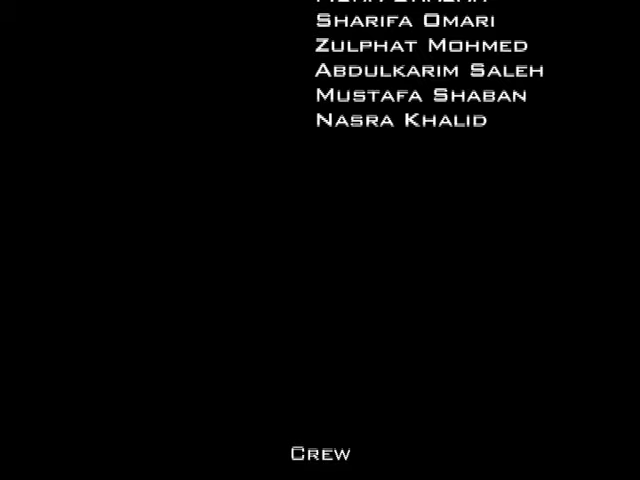 Sharifa Omari
Zulphat Mohmed
Abdulkarim Saleh
Mustafa Shaban
Nasra Khalid
Crew